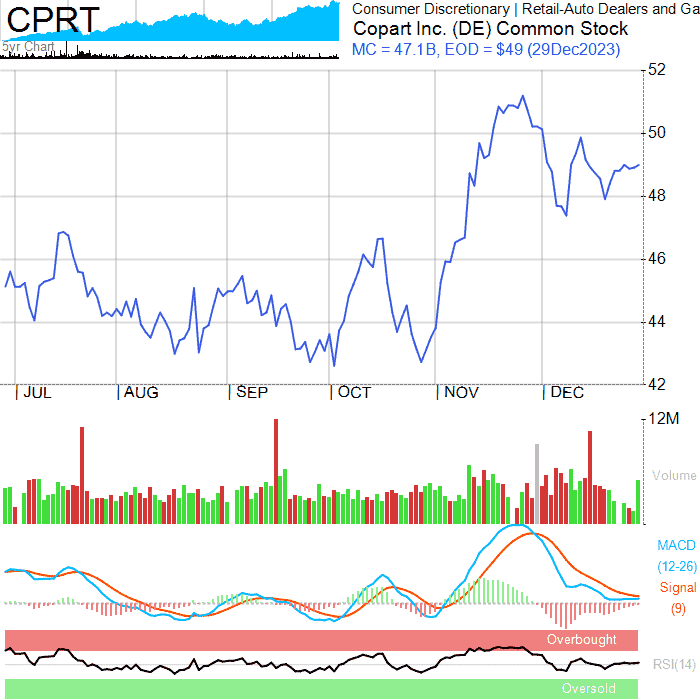 CPRT
5yr Chart
Consumer Discretionary | Retail-Auto Dealers and Ga
Copart Inc. (DE) Common Stock
MC = 47.1B, EOD = $49 (29Dec2023)
52
50
48
46
44
42
| JUL | AUG | SEP | OCT | NOV | DEC
12M
Volume
MACD
(12-26)
Signal
(9)
Overbought
RSI(14)
Oversold